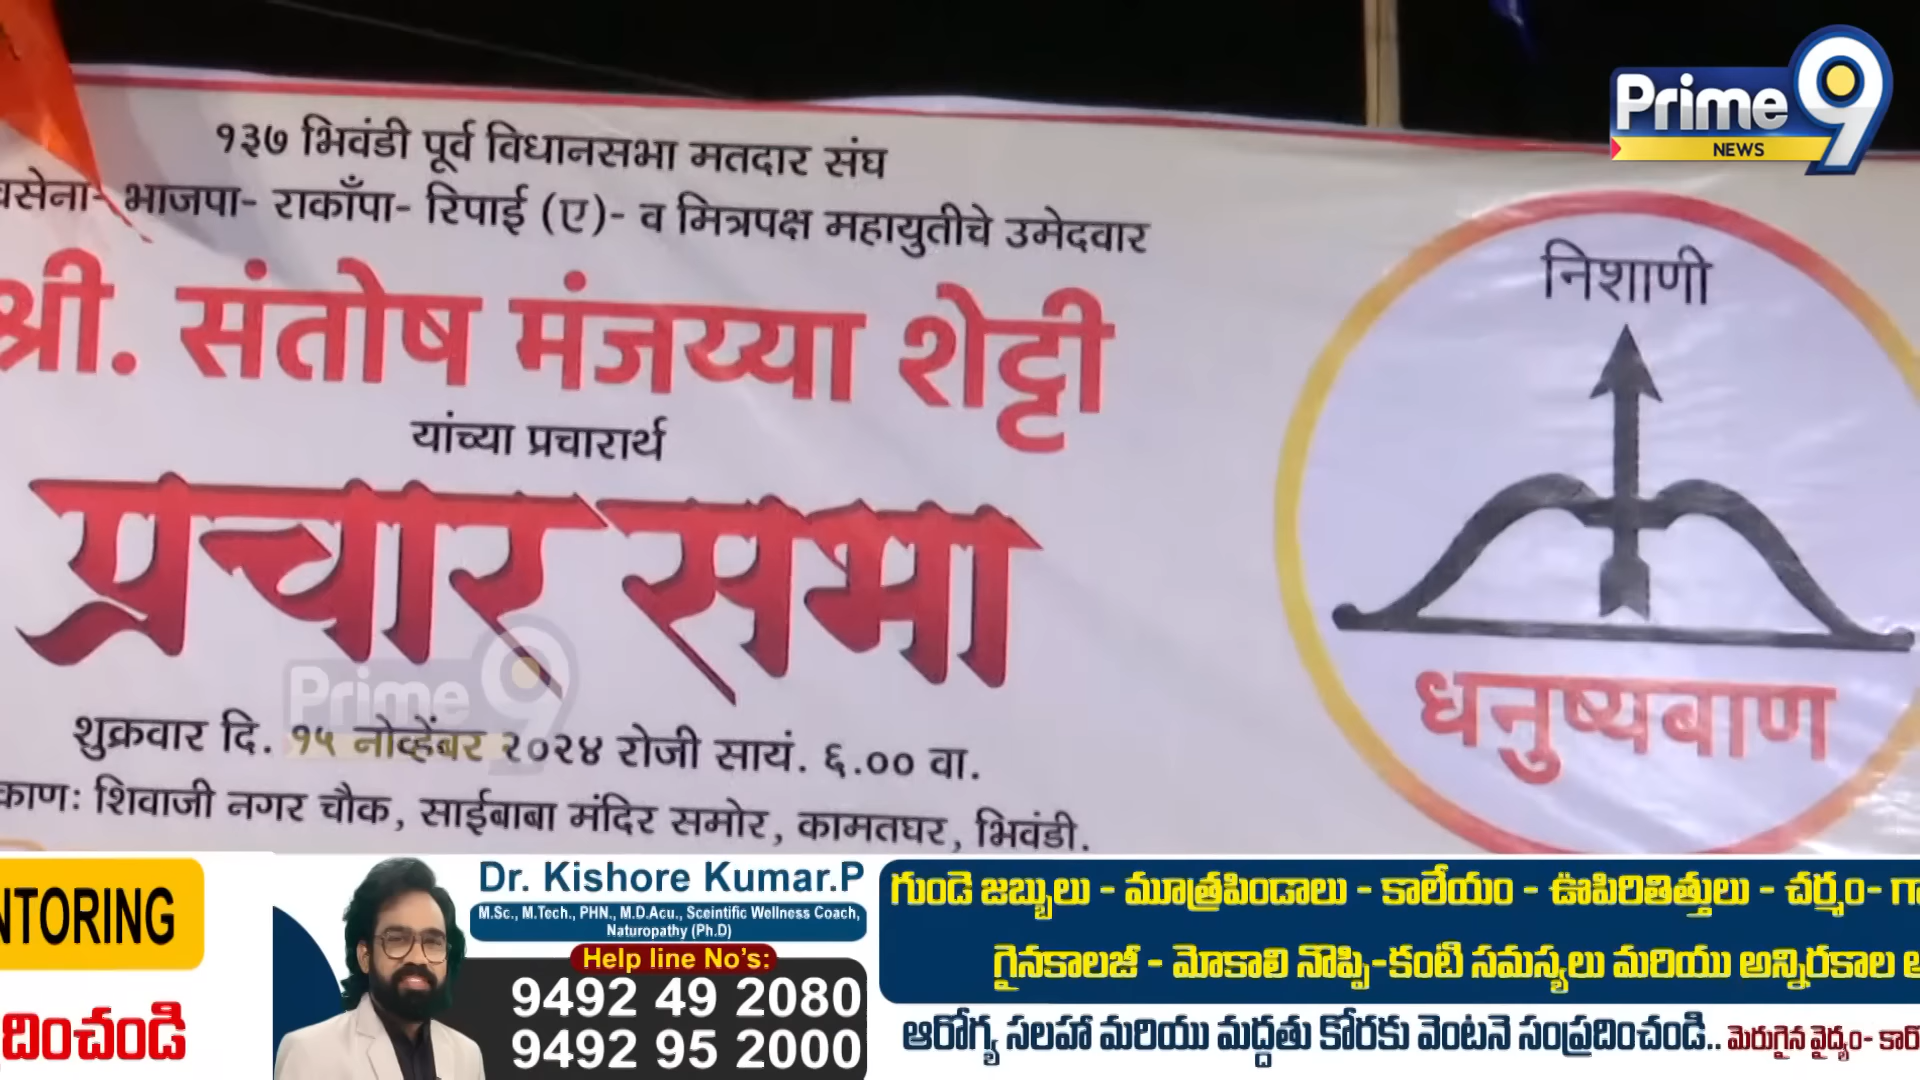 Prime 9
NEWS
१३७ भिवंडी पूर्व विधानसभा मतदार संघ
भाजपा- राकाँपा- रिपाई (ए)- व मित्रपक्ष महायुतीचे उमेदवार
श्री. संतोष मंजय्या शेट्टी
यांच्या प्रचारार्थ
प्रचार सभा
शुक्रवार दि. १५ नोव्हेंबर २०२४ रोजी सायं. ६.०० वा.
शिवाजी नगर चौक, साईबाबा मंदिर समोर, कामतघर, भिवंडी.
निशाणी
धनुष्यबाण
Prime 9
NTORING
దించండి
Dr. Kishore Kumar.P
M.Sc., M.Tech., PHN., M.D.Acu., Sceintific Wellness Coach,
Naturopathy (Ph.D)
Help line No's:
9492 49 2080
9492 95 2000
గుండె జబ్బులు - మూత్రపిండాలు - కాలేయం - ఊపిరితిత్తులు - చర్మం-
గైనకాలజీ - మోకాలి నొప్పి-కంటి సమస్యలు మరియు అన్నిరకాల
ఆరోగ్య సలహా మరియు మద్దతు కోరకు వెంటనే సంప్రదించండి.. మెరుగైన వైద్యం-